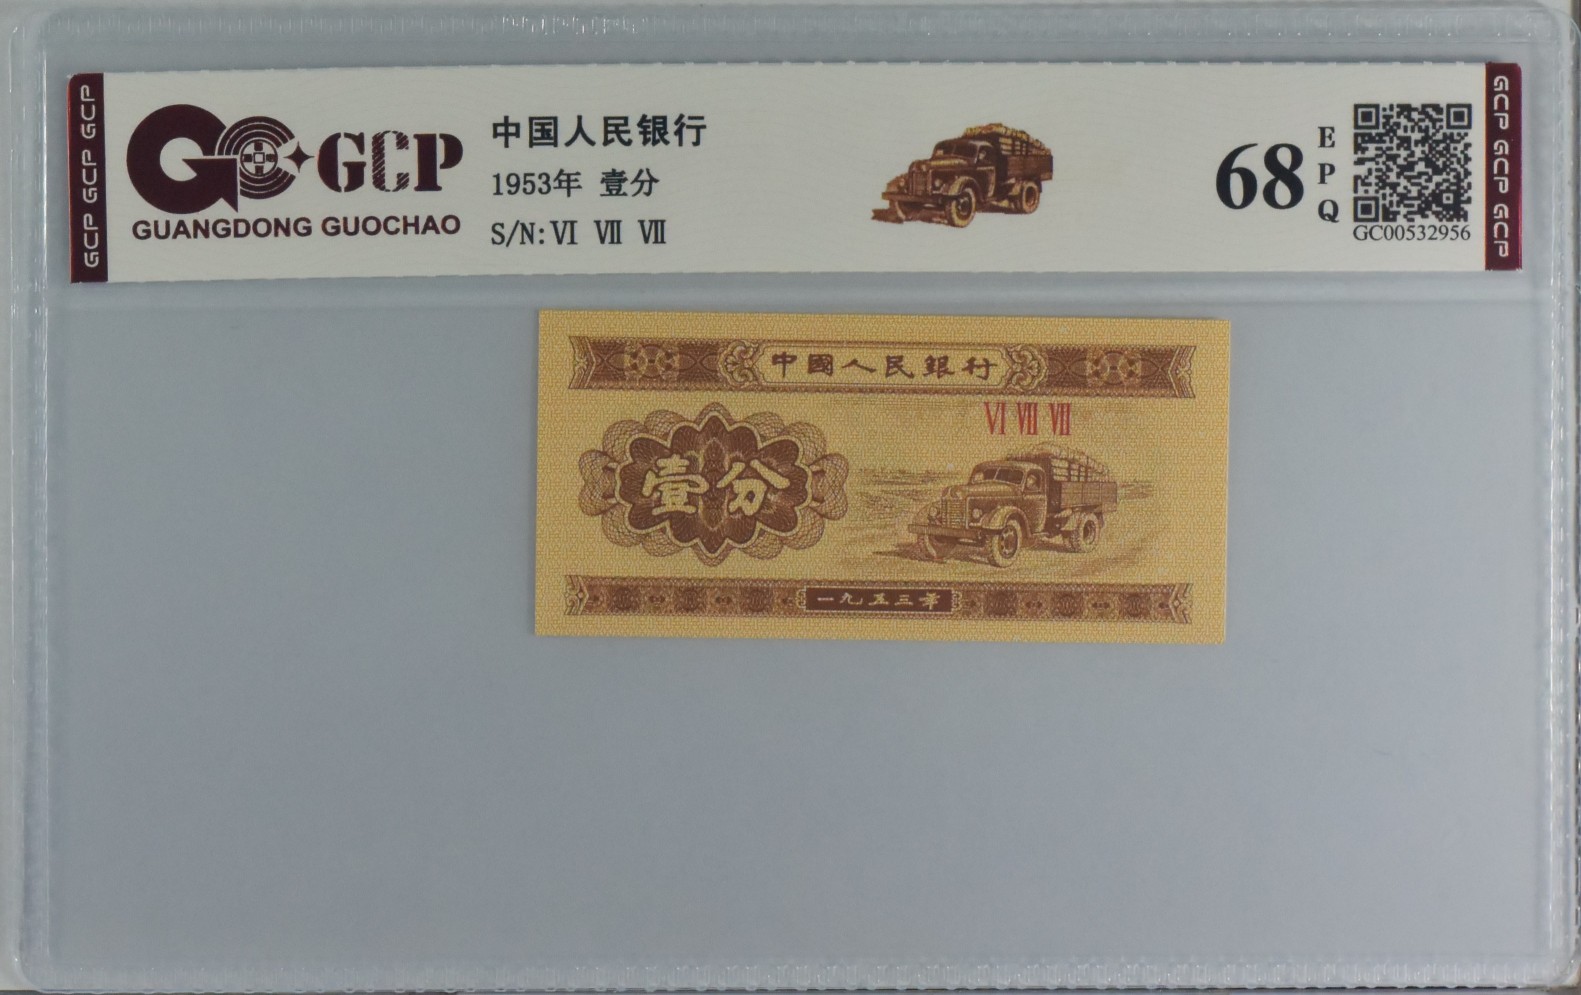 GCP GCP GCP
GCP
GUANGDONG GUOCHAO
中国人民银行
1953年 壹分
S/N: Ⅵ Ⅶ Ⅶ
68
E
P
Q
GC00532956
GCP GCP GCP
中國人民銀行
Ⅵ Ⅶ Ⅶ
壹分
一九五三年